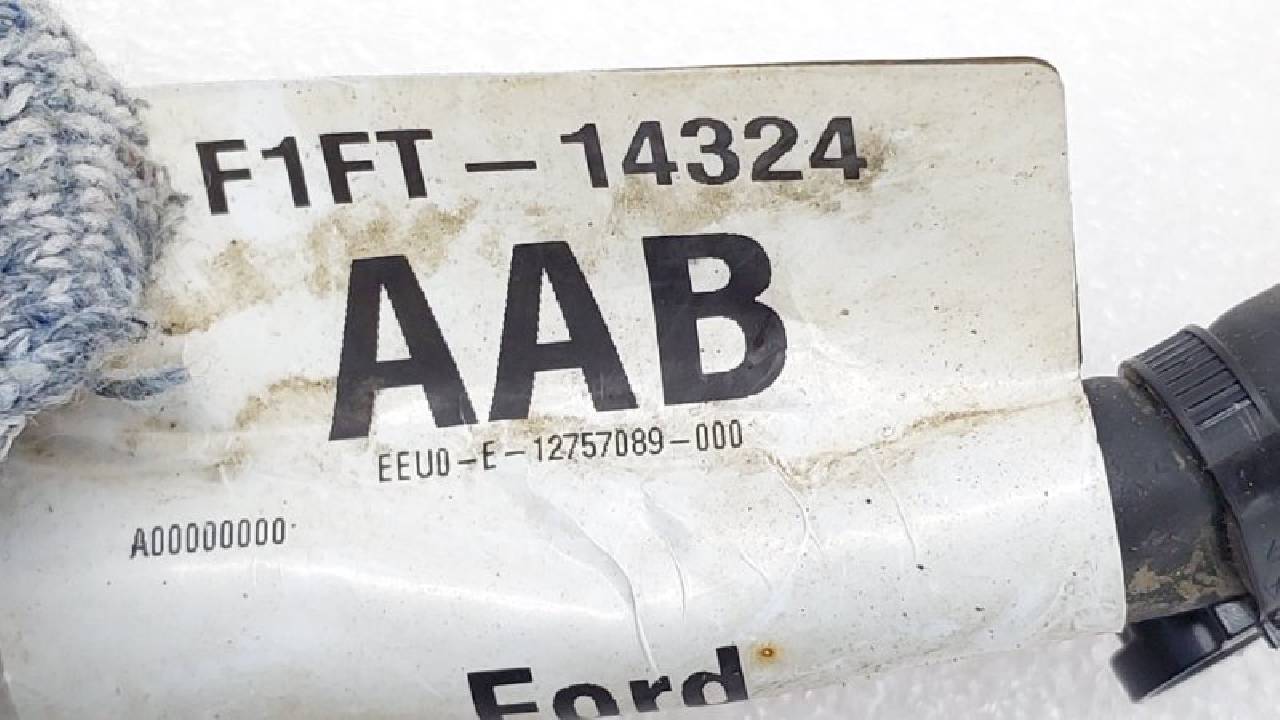 F1FT-14324
AAB
EEU0-E-12757089-000
A00000000
Ford